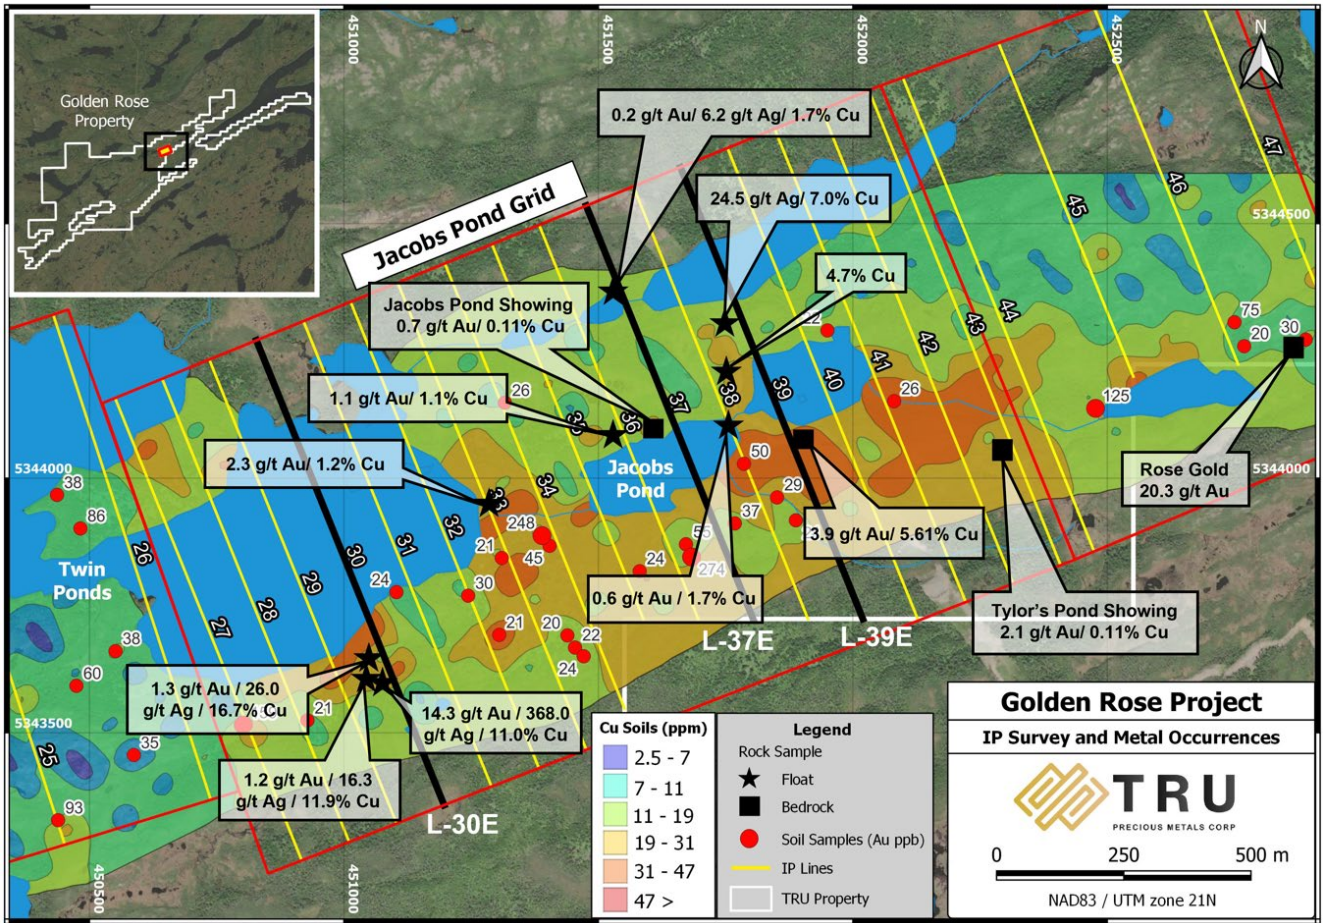 Golden Rose
Property
451000
451500
452000
452500
N
0.2 g/t Au/ 6.2 g/t Ag/ 1.7% Cu
24.5 g/t Ag/ 7.0% Cu
4.7% Cu
Jacobs Pond Grid
Jacobs Pond Showing
0.7 g/t Au/ 0.11% Cu
1.1 g/t Au/ 1.1% Cu
2.3 g/t Au/ 1.2% Cu
47
46
45
44
43
42
41
40
39
38
37
36
35
34
33
32
31
30
29
28
27
26
25
5344500
5344000
5344000
5343500
75
20
30
125
26
22
26
50
29
37
55
274
24
248
45
21
30
24
21
20
22
24
21
38
86
38
60
35
93
Jacobs
Pond
Twin
Ponds
Rose Gold
20.3 g/t Au
3.9 g/t Au/ 5.61% Cu
0.6 g/t Au / 1.7% Cu
Tylor's Pond Showing
2.1 g/t Au/ 0.11% Cu
L-37E
L-39E
L-30E
1.3 g/t Au / 26.0
g/t Ag / 16.7% Cu
14.3 g/t Au / 368.0
g/t Ag / 11.0% Cu
1.2 g/t Au / 16.3
g/t Ag / 11.9% Cu
450500
451000
Cu Soils (ppm)
2.5 - 7
7 - 11
11 - 19
19 - 31
31 - 47
47 >
Legend
Rock Sample
Float
Bedrock
Soil Samples (Au ppb)
IP Lines
TRU Property
Golden Rose Project
IP Survey and Metal Occurrences
TRU
PRECIOUS METALS CORP
0 250 500 m
NAD83 / UTM zone 21N